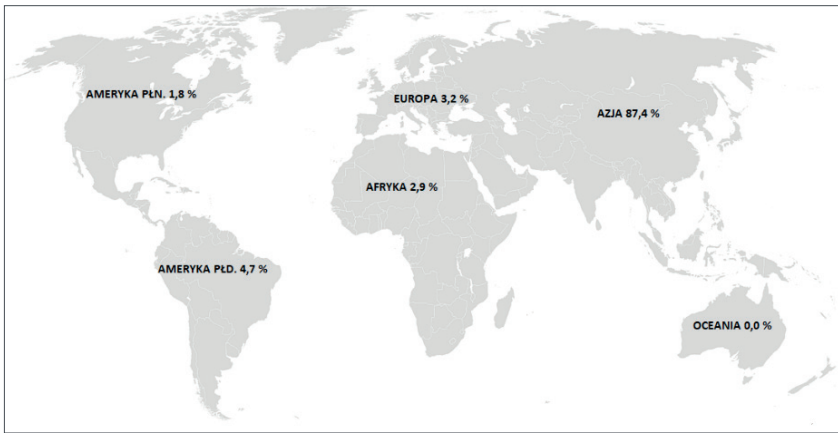 AMERYKA PŁN. 1,8 %
EUROPA 3,2 %
AZJA 87,4 %
AFRYKA 2,9 %
AMERYKA PŁD. 4,7 %
OCEANIA 0,0 %